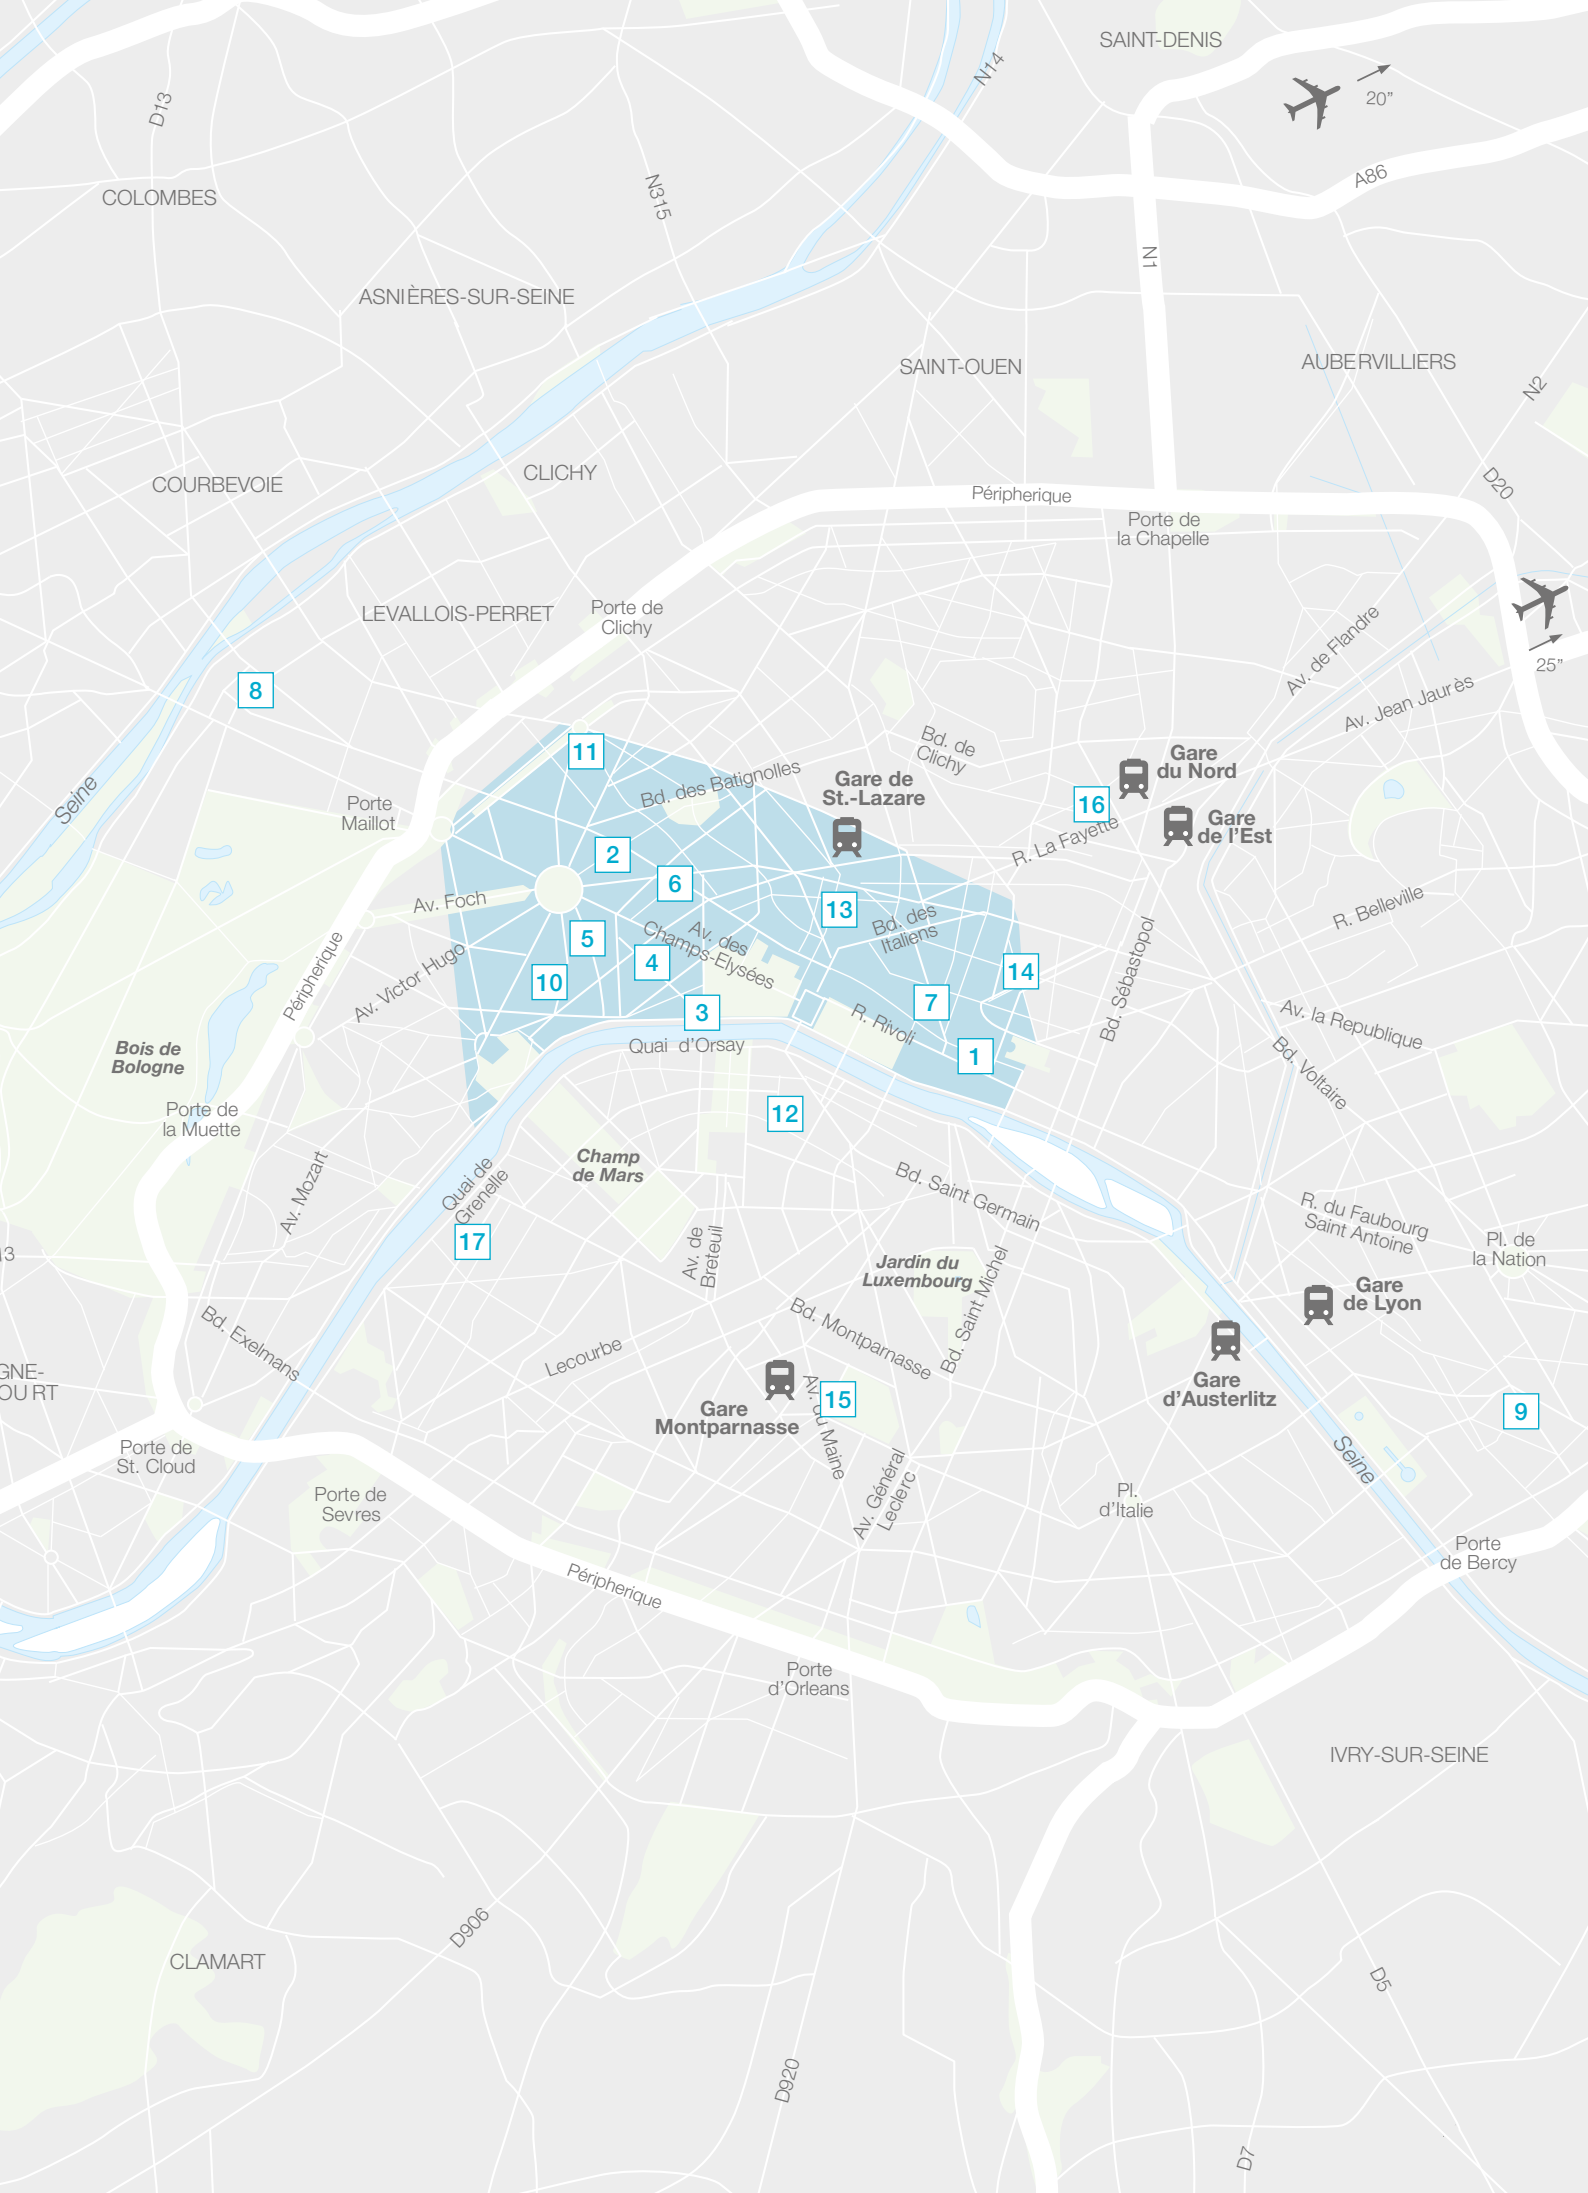 SAINT-DENIS
20”
N14
D13
A86
COLOMBES
N315
N1
ASNIÈRES-SUR-SEINE
SAINT-OUEN
AUBERVILLIERS
N2
COURBEVOIE
CLICHY
D20
Péripherique
Porte de
la Chapelle
LEVALLOIS-PERRET
Porte de
Clichy
Av. de Flandre
25”
8
Av. Jean Jaurès
11
Bd. de
Clichy
Gare
du Nord
Bd. des Batignolles
Gare de
St.-Lazare
Seine
Porte
Maillot
16
Gare
de l’Est
R. La Fayette
2
6
Av. Foch
13
R. Belleville
Bd. des
Italiens
5
Av. des
Champs-Elysées
4
14
Péripherique
Av. Victor Hugo
10
Bd. Sébastopol
7
3
R. Rivoli
Av. la Republique
Quai d’Orsay
1
Bois de
Bologne
Bd. Voltaire
Porte de
la Muette
12
Champ
de Mars
Av. Mozart
Quai de
Grenelle
Bd. Saint Germain
R. du Faubourg
Saint Antoine
17
Av. de
Breteuil
Pl. de
la Nation
13
Jardin du
Luxembourg
Bd. Saint Michel
Gare
de Lyon
Bd. Exelmans
Bd. Montparnasse
Lecourbe
GNE-
OURT
Gare
d’Austerlitz
15
Av. du Maine
Gare
Montparnasse
9
Porte de
St. Cloud
Seine
Porte de
Sevres
Av. Général
Leclerc
Pl.
d’Italie
Porte
de Bercy
Péripherique
Porte
d’Orleans
IVRY-SUR-SEINE
D906
CLAMART
D5
D920
D7